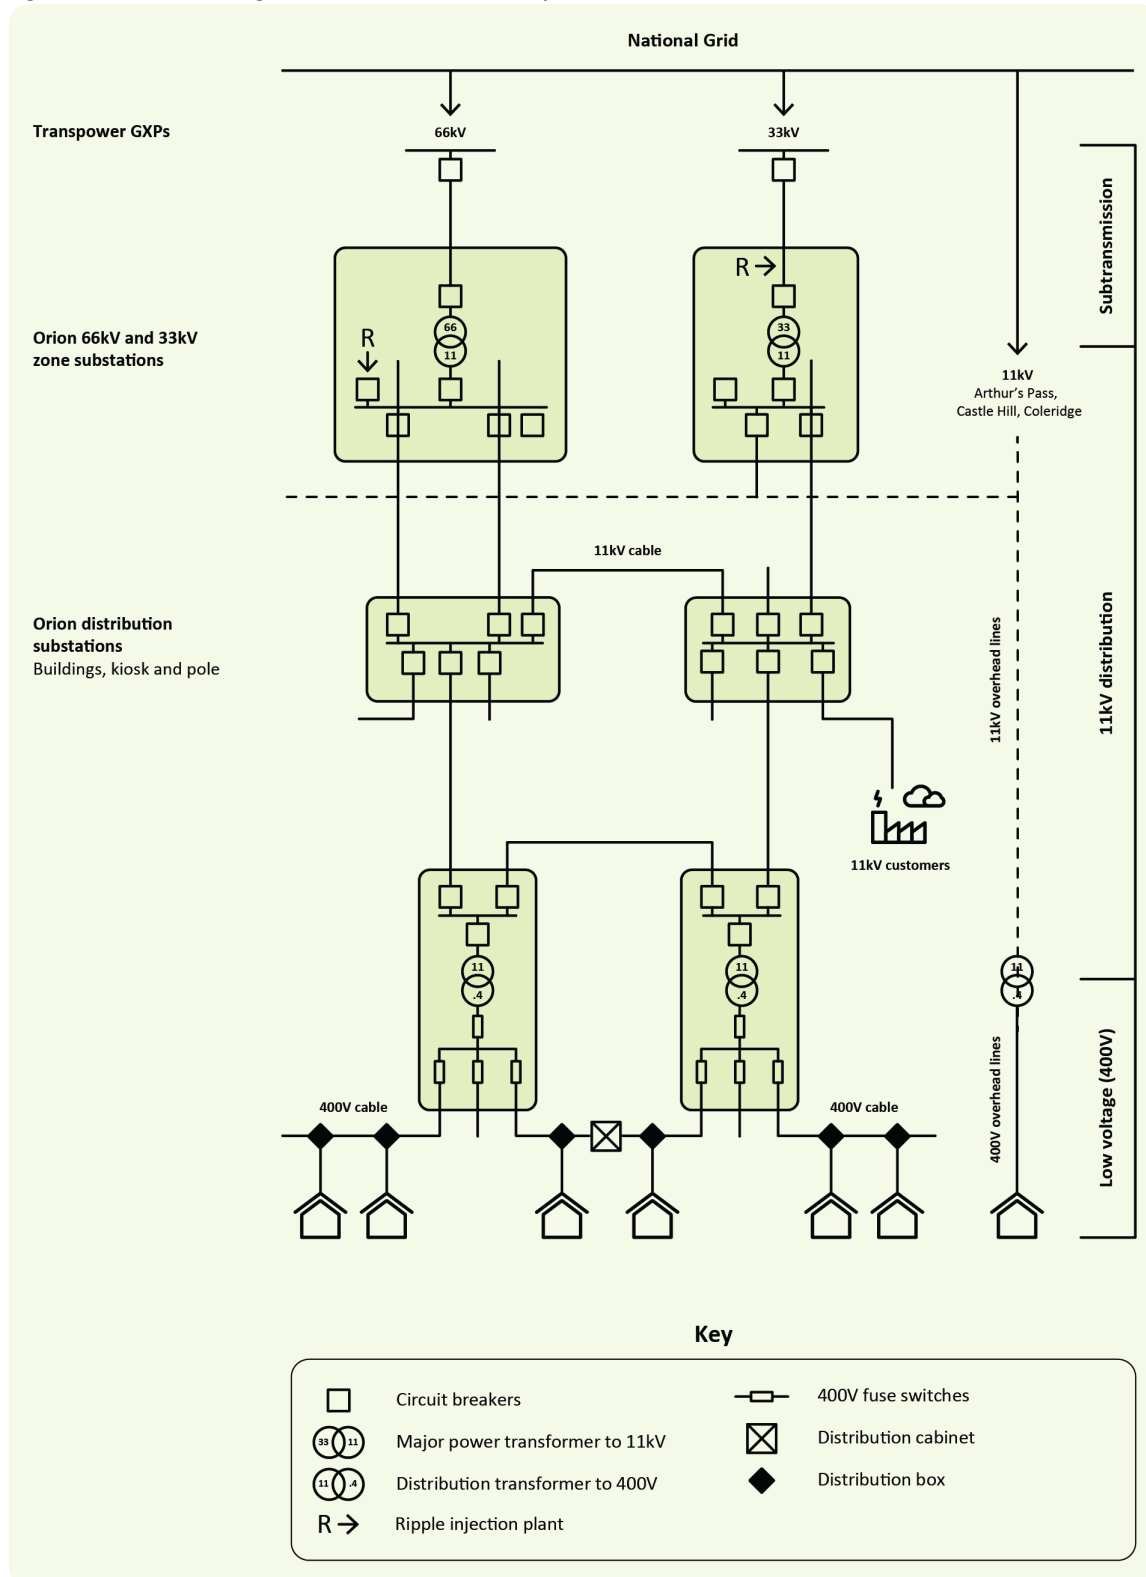 National Grid
Transpower GXPs
66kV
33kV
Subtransmission
R
Orion 66kV and 33kV
zone substations
R
66
11
33
11
11kV
Arthur's Pass,
Castle Hill, Coleridge
11kV cable
Orion distribution
substations
Buildings, kiosk and pole
11kV overhead lines
11kV distribution
11kV customers
11
.4
11
.4
11
.4
400V cable
400V cable
400V overhead lines
Low voltage (400V)
Key
Circuit breakers
400V fuse switches
33 11
Major power transformer to 11kV
Distribution cabinet
11 .4
Distribution transformer to 400V
Distribution box
R
Ripple injection plant